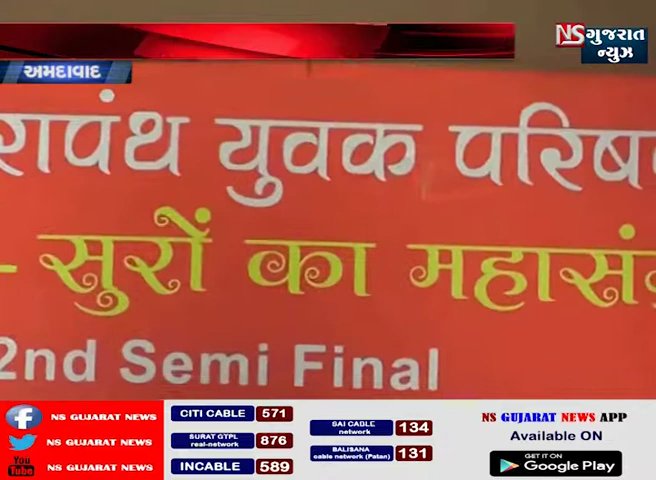 NS ગુજરાત
ન્યુઝ
અમદાવાદ
रापंथ युवक परिषद
- सुरों का महासं
2nd Semi Final
NS GUJARAT NEWS
NS GUJARAT NEWS
You Tube NS GUJARAT NEWS
CITI CABLE 571
SURAT GTPL real-network 876
INCABLE 589
SAI CABLE network 134
BALISANA cable network (Patan) 131
NS GUJARAT NEWS APP
Available ON
GET IT ON
Google Play